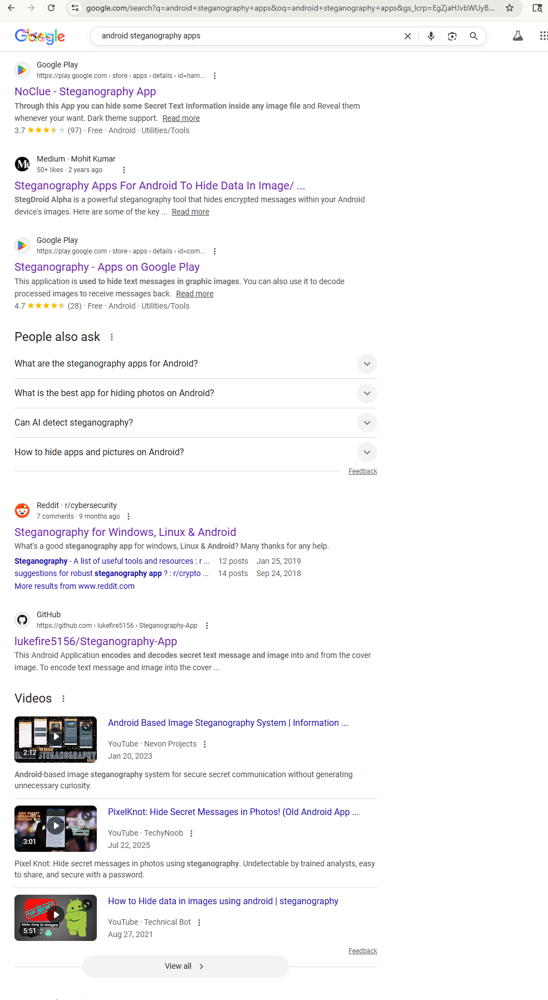 google.com/search?q=android+steganography+apps&oq=android+steganography+apps&gs_lcrp=EgZjaHJvbWUyB...
Google
android steganography apps
Google Play
https://play.google.com › store › apps › details › id=ham...
NoClue - Steganography App
Through this App you can hide some Secret Text Information inside any image file and Reveal them
whenever your want. Dark theme support. Read more
3.7 ★★★★★ (97) · Free · Android · Utilities/Tools
Medium · Mohit Kumar
50+ likes · 2 years ago
Steganography Apps For Android To Hide Data In Image/ ...
StegDroid Alpha is a powerful steganography tool that hides encrypted messages within your Android
device's images. Here are some of the key ... Read more
Google Play
https://play.google.com › store › apps › details › id=com...
Steganography - Apps on Google Play
This application is used to hide text messages in graphic images. You can also use it to decode
processed images to receive messages back. Read more
4.7 ★★★★★ (28) · Free · Android · Utilities/Tools
People also ask
What are the steganography apps for Android?
What is the best app for hiding photos on Android?
Can AI detect steganography?
How to hide apps and pictures on Android?
Feedback
Reddit · r/cybersecurity
7 comments · 9 months ago
Steganography for Windows, Linux & Android
What's a good steganography app for windows, Linux & Android? Many thanks for any help.
Steganography - A list of useful tools and resources : r ... 12 posts Jan 25, 2019
suggestions for robust steganography app ? : r/crypto ... 14 posts Sep 24, 2018
More results from www.reddit.com
GitHub
https://github.com › lukefire5156 › Steganography-App
lukefire5156/Steganography-App
This Android Application encodes and decodes secret text message and image into and from the cover
image. To encode text message and image into the cover ...
Videos
2:12
Android Based Image Steganography System | Information ...
YouTube · Nevon Projects
Jan 20, 2023
Android-based image steganography system for secure secret communication without generating
unnecessary curiosity.
HIDE SECRET
MESSAGES IN
PHOTOS!
3:01
PixelKnot: Hide Secret Messages in Photos! (Old Android App ...
YouTube · TechyNoob
Jul 22, 2025
Pixel Knot: Hide secret messages in photos using steganography. Undetectable by trained analysts, easy
to share, and secure with a password.
TOP SECRET
Hide data in images
5:51
How to Hide data in images using android | steganography
YouTube · Technical Bot
Aug 27, 2021
Feedback
View all